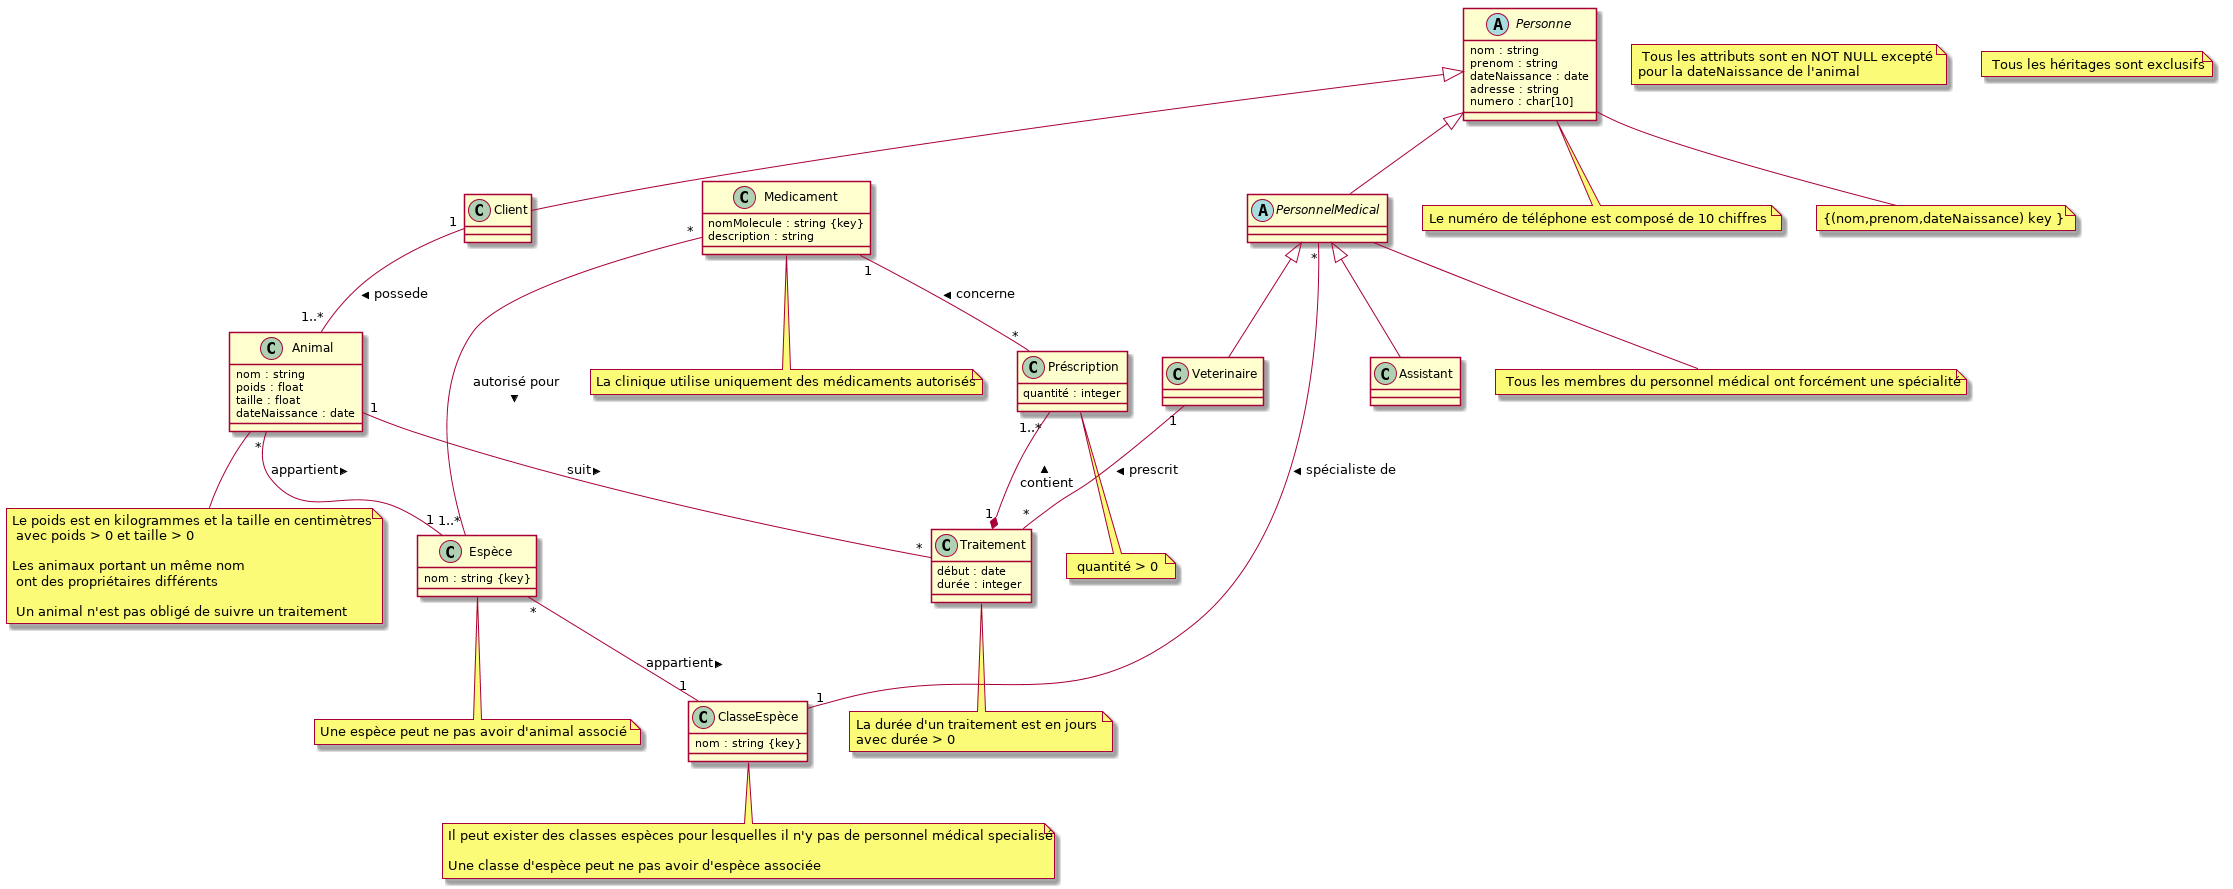 A Personne
nom : string
prenom : string
dateNaissance : date
adresse : string
numero : char[10]
Tous les attributs sont en NOT NULL excepté
pour la dateNaissance de l'animal
Tous les héritages sont exclusifs
C Client
C Medicament
nomMolecule : string {key}
description : string
A PersonnelMedical
Le numéro de téléphone est composé de 10 chiffres
{(nom,prenom,dateNaissance) key }
1
*
1
*
◄ possede
◄ concerne
1..*
*
C Animal
nom : string
poids : float
taille : float
dateNaissance : date
autorisé pour
▼
La clinique utilise uniquement des médicaments autorisés
C Préscription
quantité : integer
C Veterinaire
C Assistant
Tous les membres du personnel médical ont forcément une spécialité
1
*
1..*
1
appartient ►
suit ►
▲
contient
◄ prescrit
◄ spécialiste de
Le poids est en kilogrammes et la taille en centimètres
avec poids > 0 et taille > 0
Les animaux portant un même nom
ont des propriétaires différents
Un animal n'est pas obligé de suivre un traitement
1
1..*
*
1
*
C Espèce
nom : string {key}
C Traitement
début : date
durée : integer
quantité > 0
*
appartient ►
1
1
Une espèce peut ne pas avoir d'animal associé
C ClasseEspèce
nom : string {key}
La durée d'un traitement est en jours
avec durée > 0
Il peut exister des classes espèces pour lesquelles il n'y pas de personnel médical specialisé
Une classe d'espèce peut ne pas avoir d'espèce associée